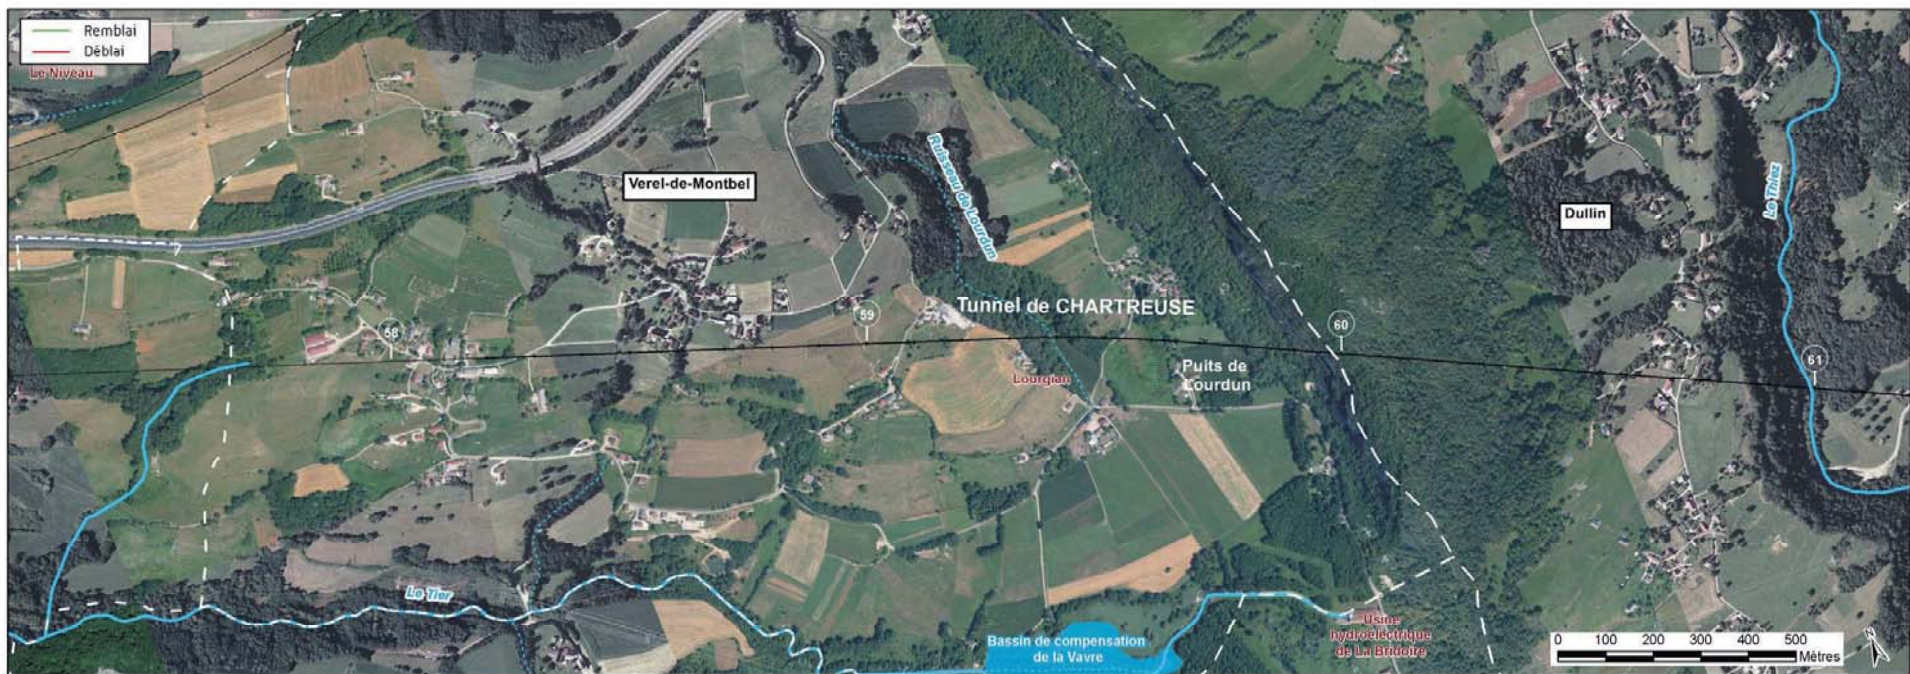 Remblai
Déblai
Le Niveau
Verel-de-Montbel
Ruisseau de Lourdun
Dullin
Le Thiez
Tunnel de CHARTREUSE
58
59
60
61
Puits de
Lourdun
Lourgian
Le Tier
Bassin de compensation
de la Vavre
Usine
hydroélectrique
de La Bridoire
0 100 200 300 400 500
Mètres
N